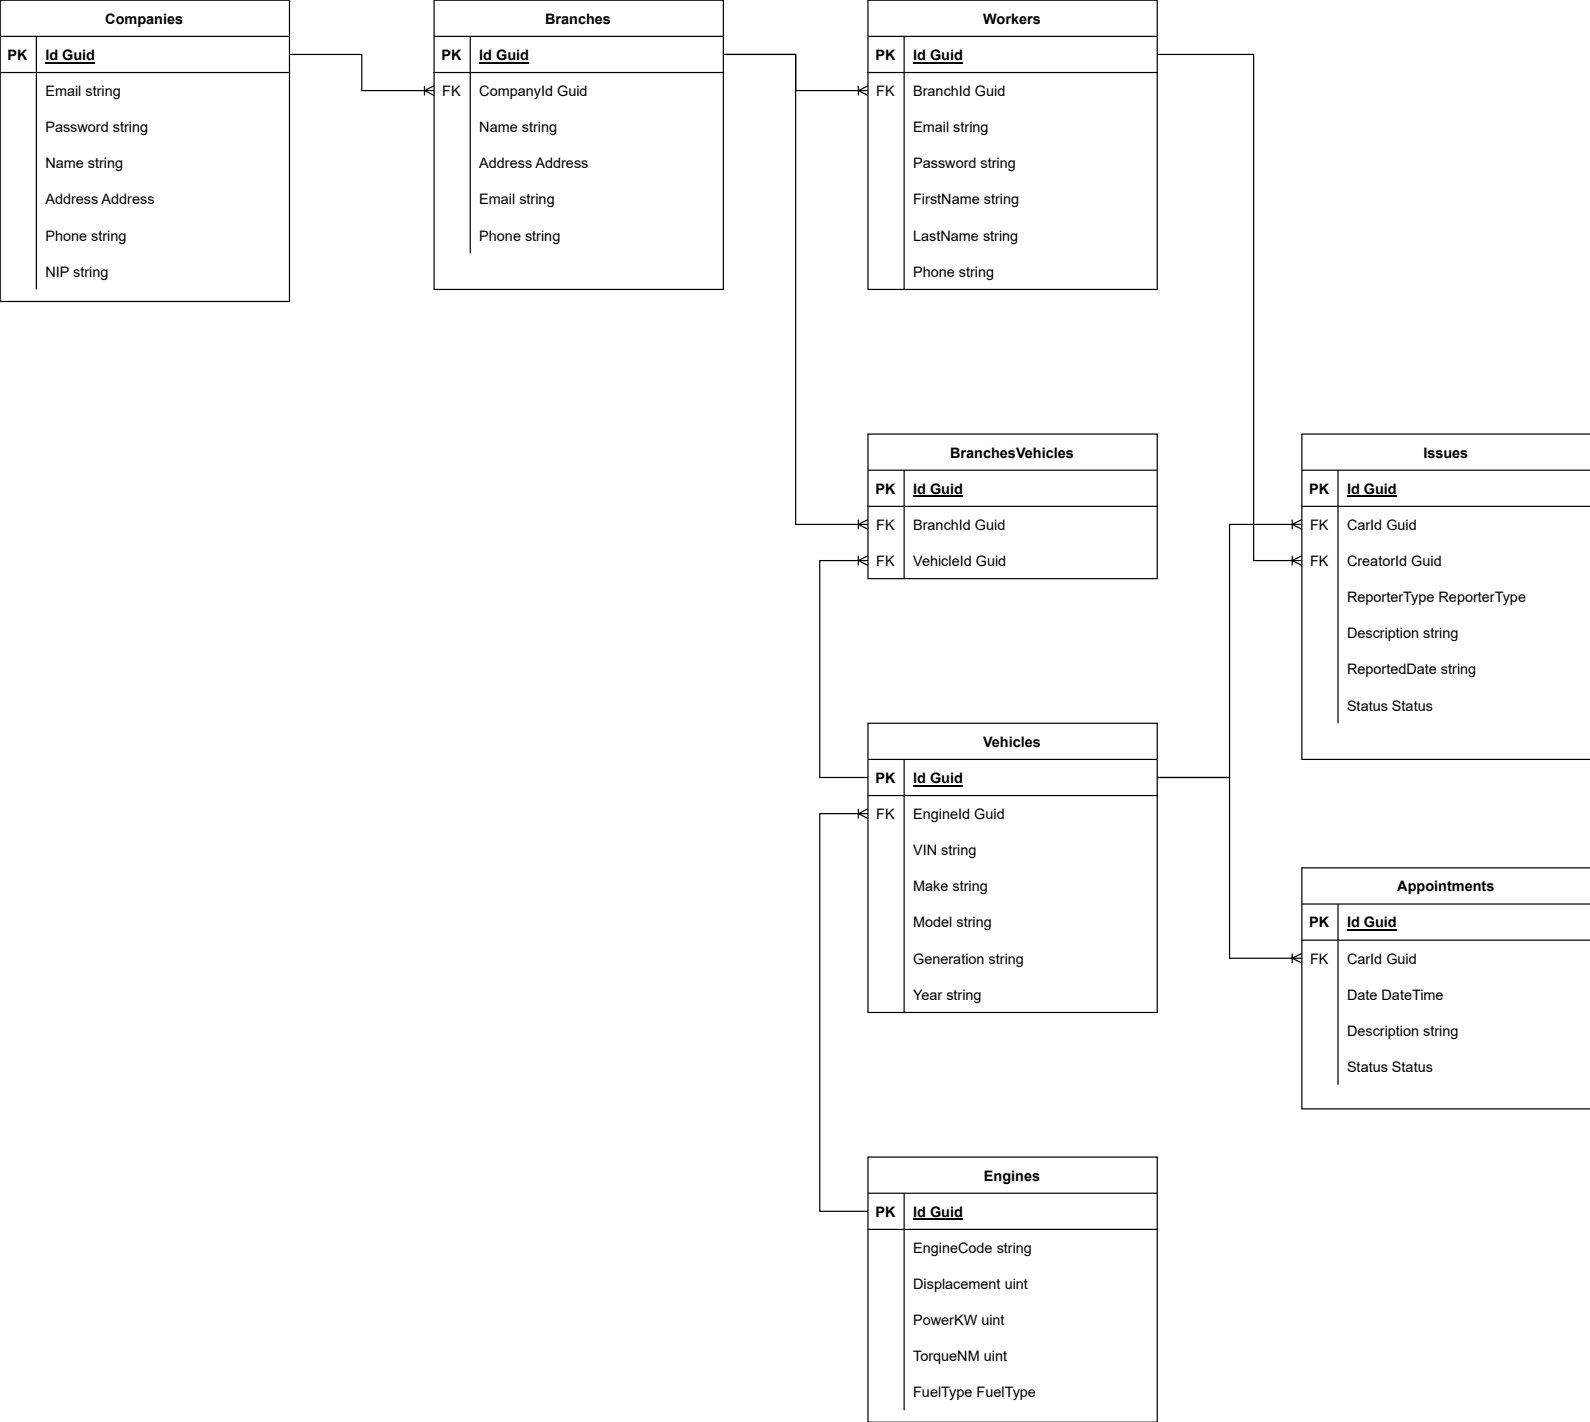 Companies
PK Id Guid
Email string
Password string
Name string
Address Address
Phone string
NIP string
Branches
PK Id Guid
FK CompanyId Guid
Name string
Address Address
Email string
Phone string
Workers
PK Id Guid
FK BranchId Guid
Email string
Password string
FirstName string
LastName string
Phone string
BranchesVehicles
PK Id Guid
FK BranchId Guid
FK VehicleId Guid
Issues
PK Id Guid
FK CarId Guid
FK CreatorId Guid
ReporterType ReporterType
Description string
ReportedDate string
Status Status
Vehicles
PK Id Guid
FK EngineId Guid
VIN string
Make string
Model string
Generation string
Year string
Appointments
PK Id Guid
FK CarId Guid
Date DateTime
Description string
Status Status
Engines
PK Id Guid
EngineCode string
Displacement uint
PowerKW uint
TorqueNM uint
FuelType FuelType